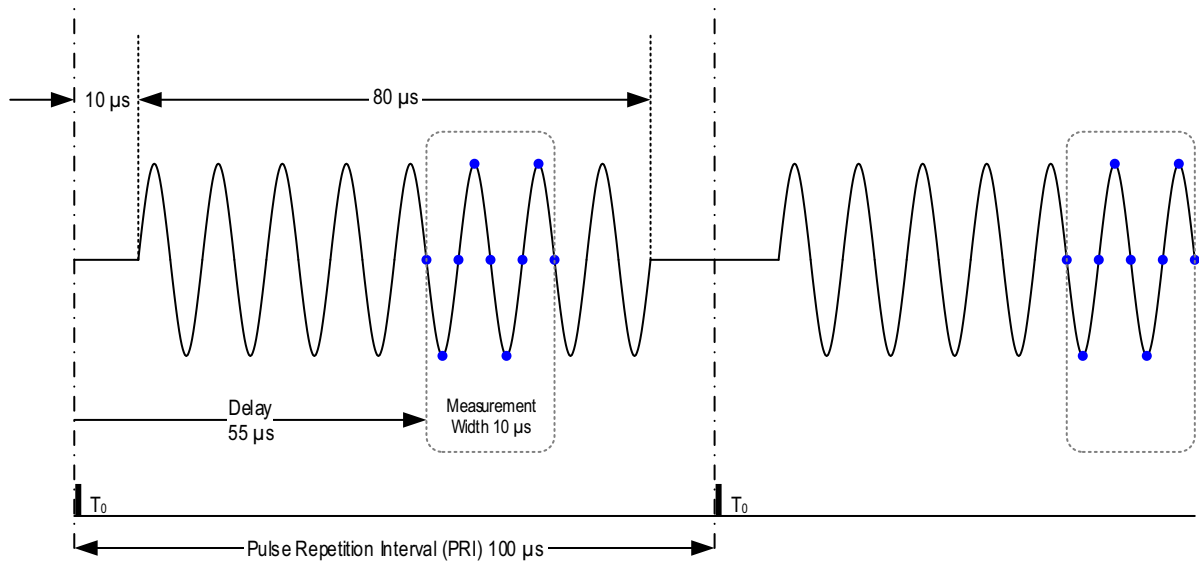 10 µs
80 µs
Delay
55 µs
Measurement
Width 10 µs
T₀
T₀
Pulse Repetition Interval (PRI) 100 µs